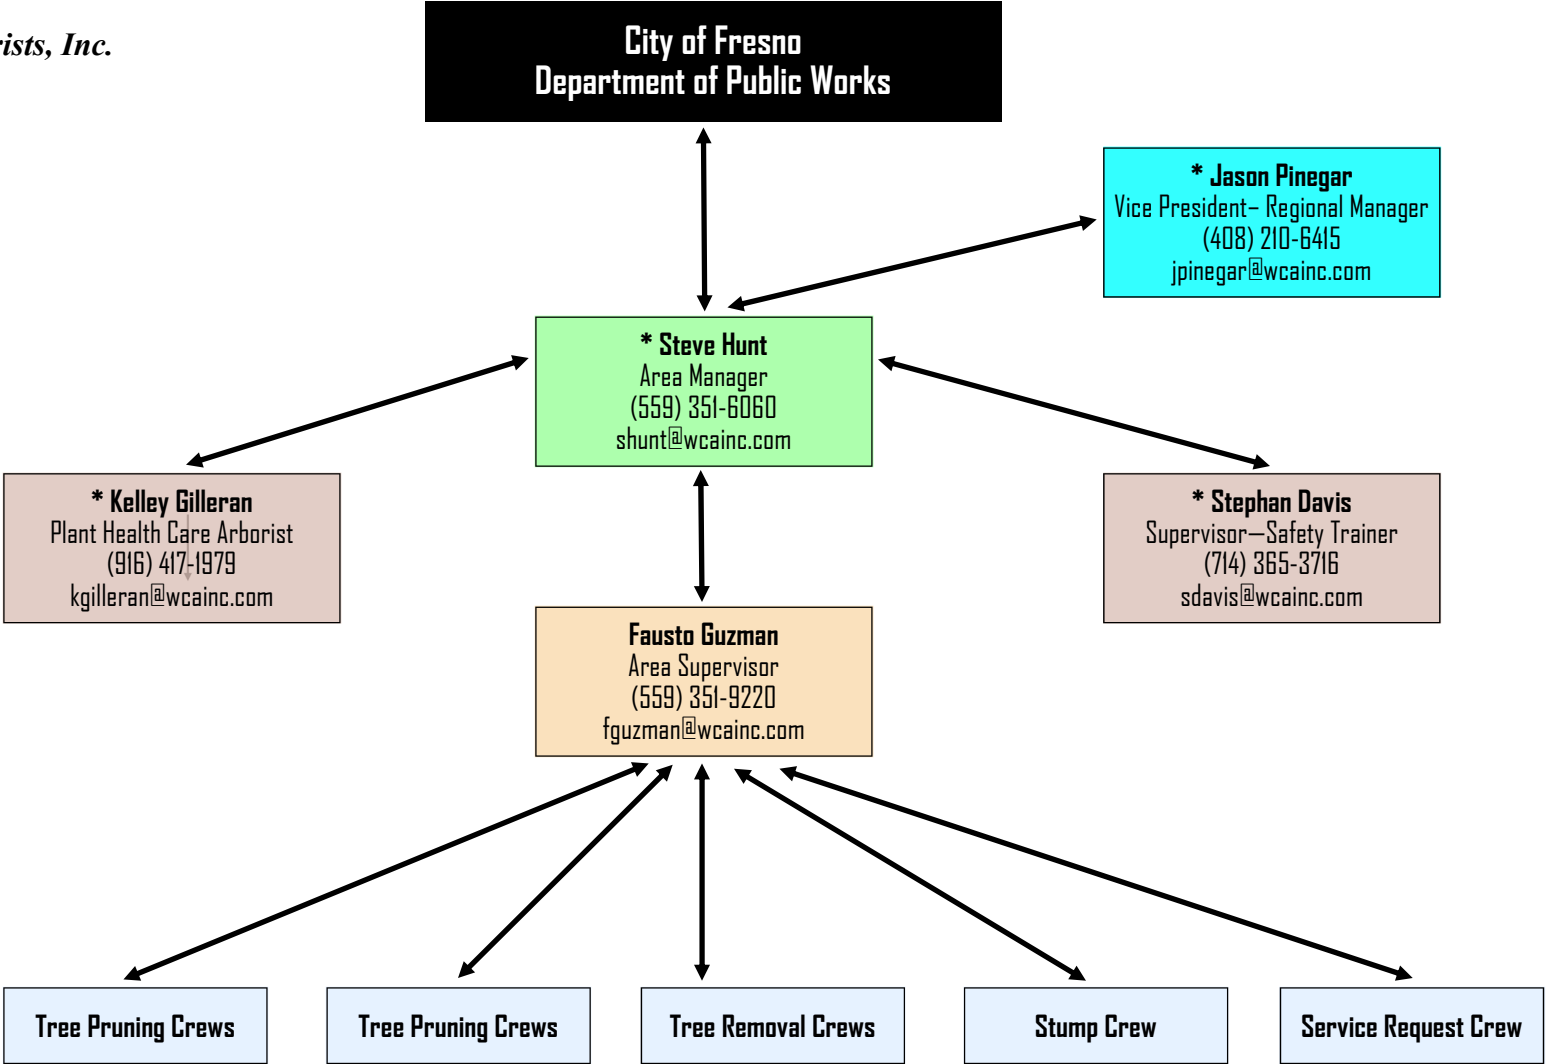 City of Fresno
Department of Public Works
Inc.
* Jason Pinegar
Vice President– Regional Manager
(408) 210-6415
jpinegar@wcainc.com
* Steve Hunt
Area Manager
(559) 351-6060
shunt@wcainc.com
* Kelley Gilleran
Plant Health Care Arborist
(916) 417-1979
kgilleran@wcainc.com
* Stephan Davis
Supervisor—Safety Trainer
(714) 365-3716
sdavis@wcainc.com
Fausto Guzman
Area Supervisor
(559) 351-9220
fguzman@wcainc.com
Tree Pruning Crews
Tree Pruning Crews
Tree Removal Crews
Stump Crew
Service Request Crew